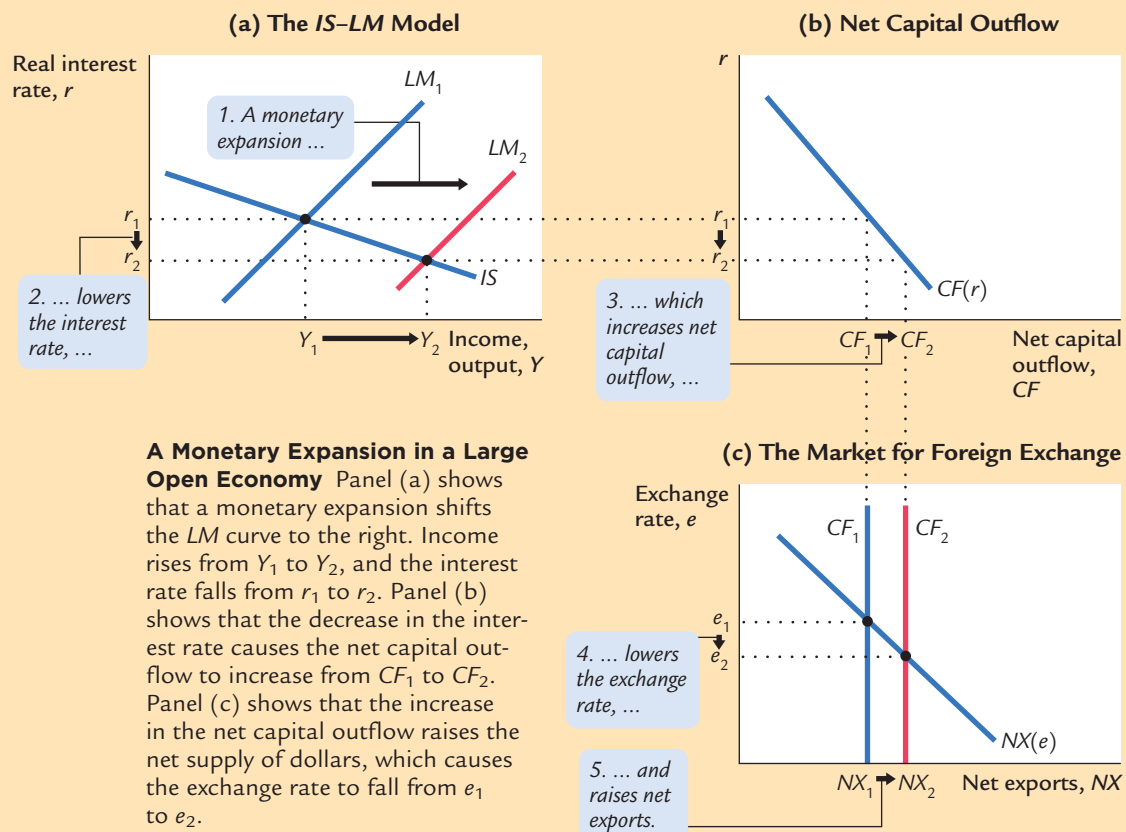 (a) The IS–LM Model
Real interest
rate, r
LM1
1. A monetary
expansion ...
LM2
r1
r2
IS
2. ... lowers
the interest
rate, ...
Y1
Y2
Income,
output, Y
(b) Net Capital Outflow
r
r1
r2
CF(r)
3. ... which
increases net
capital
outflow, ...
CF1
CF2
Net capital
outflow,
CF
A Monetary Expansion in a Large
Open Economy Panel (a) shows
that a monetary expansion shifts
the LM curve to the right. Income
rises from Y1 to Y2, and the interest
rate falls from r1 to r2. Panel (b)
shows that the decrease in the inter-
est rate causes the net capital out-
flow to increase from CF1 to CF2.
Panel (c) shows that the increase
in the net capital outflow raises the
net supply of dollars, which causes
the exchange rate to fall from e1
to e2.
(c) The Market for Foreign Exchange
Exchange
rate, e
CF1
CF2
e1
e2
4. ... lowers
the exchange
rate, ...
NX(e)
5. ... and
raises net
exports.
NX1
NX2
Net exports, NX